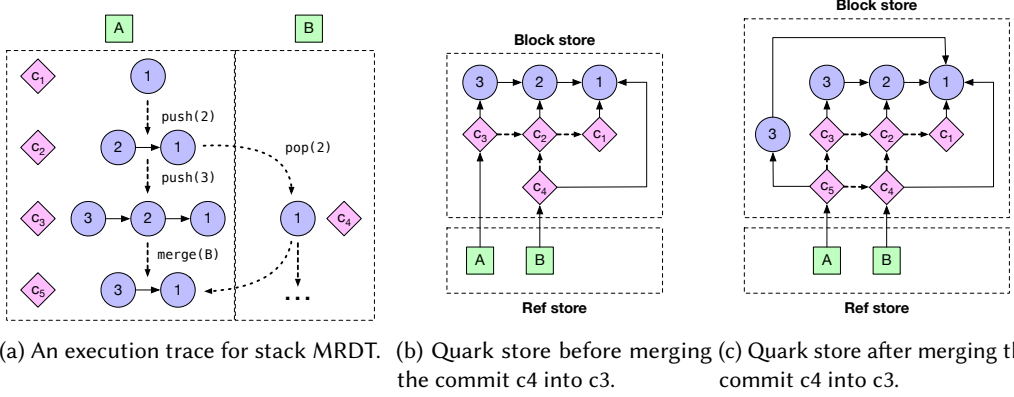 A
B
c1
1
push(2)
c2
2
1
pop(2)
push(3)
c3
3
2
1
1
c4
merge(B)
c5
3
1
...
(a) An execution trace for stack MRDT.
Block store
3
2
1
c3
c2
c1
c4
A
B
Ref store
(b) Quark store before merging
the commit c4 into c3.
Block store
3
2
1
3
c3
c2
c1
c5
c4
A
B
Ref store
(c) Quark store after merging th
commit c4 into c3.